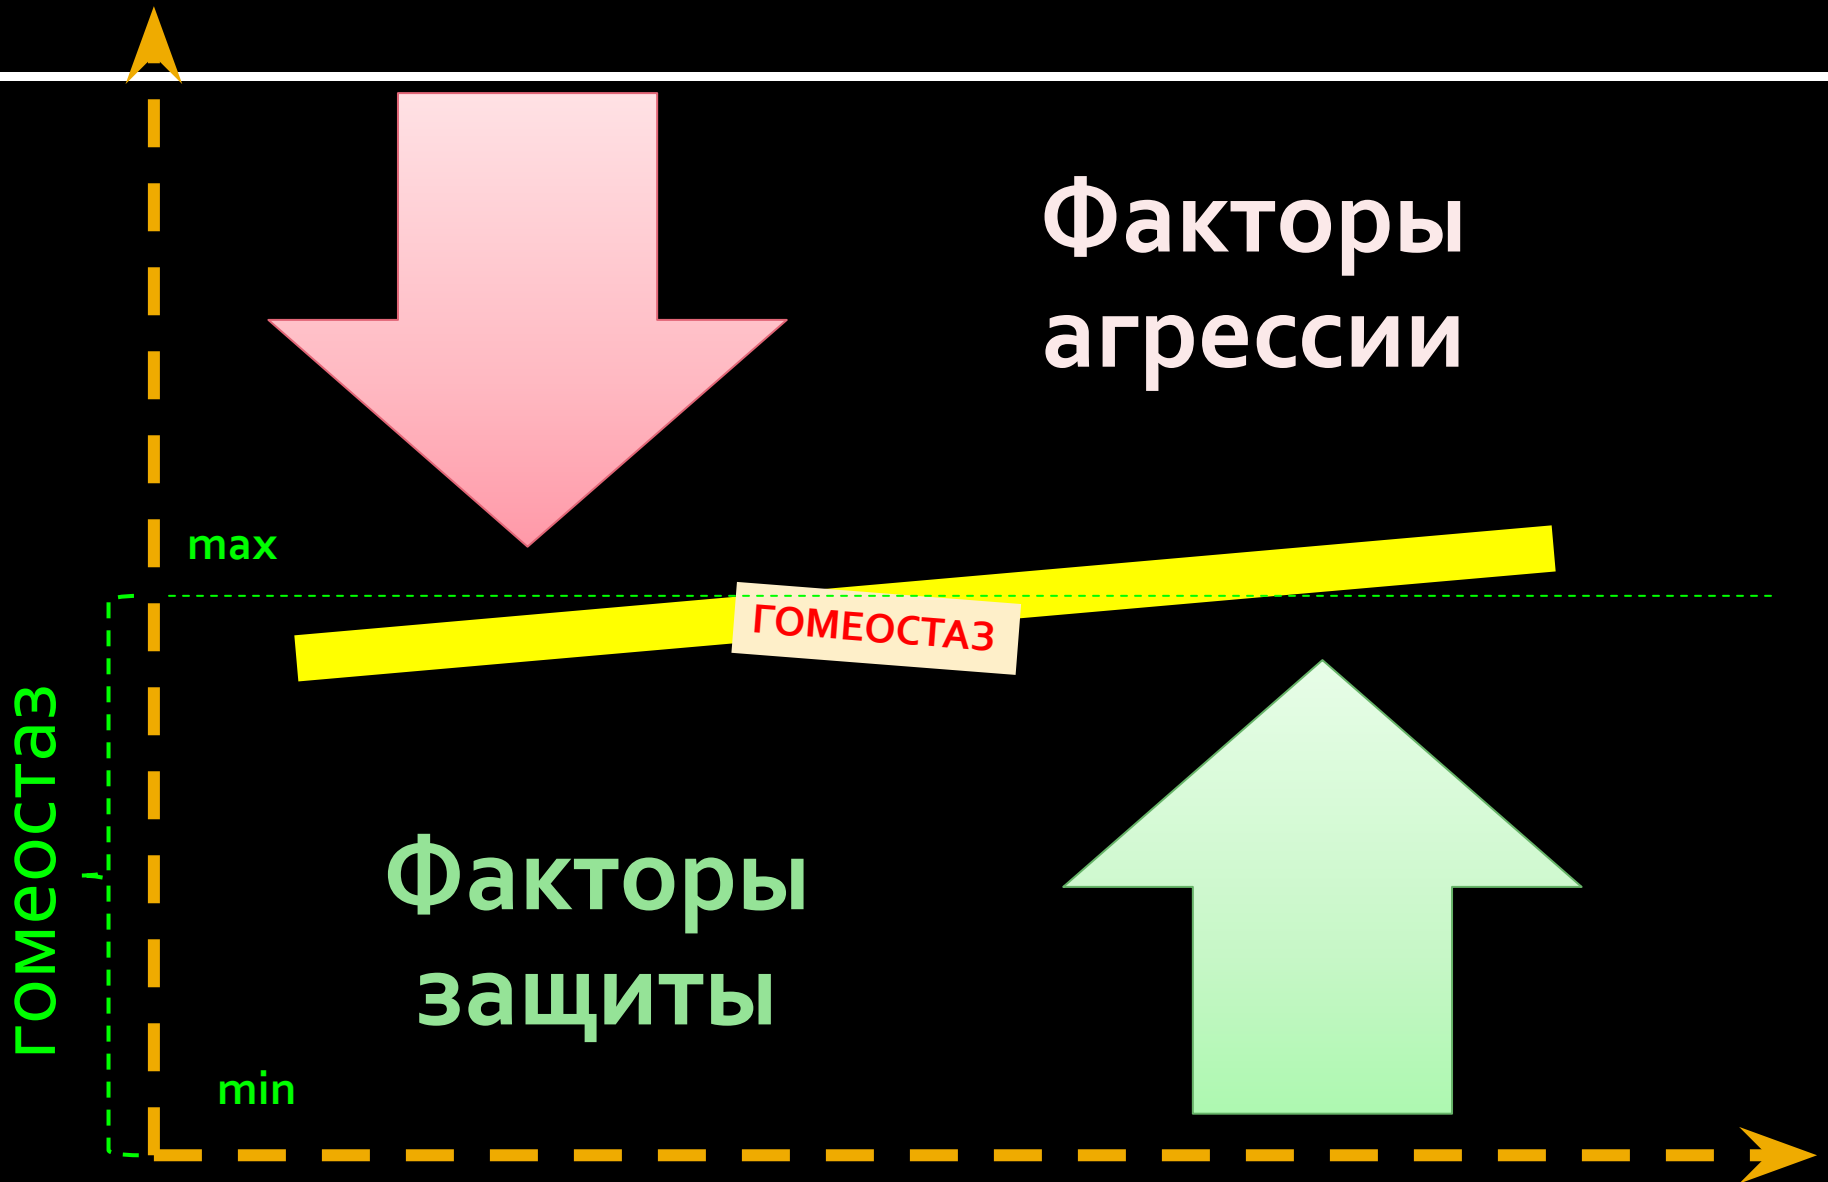 Факторы
агрессии
max
ГОМЕОСТАЗ
гомеостаз
Факторы
защиты
min